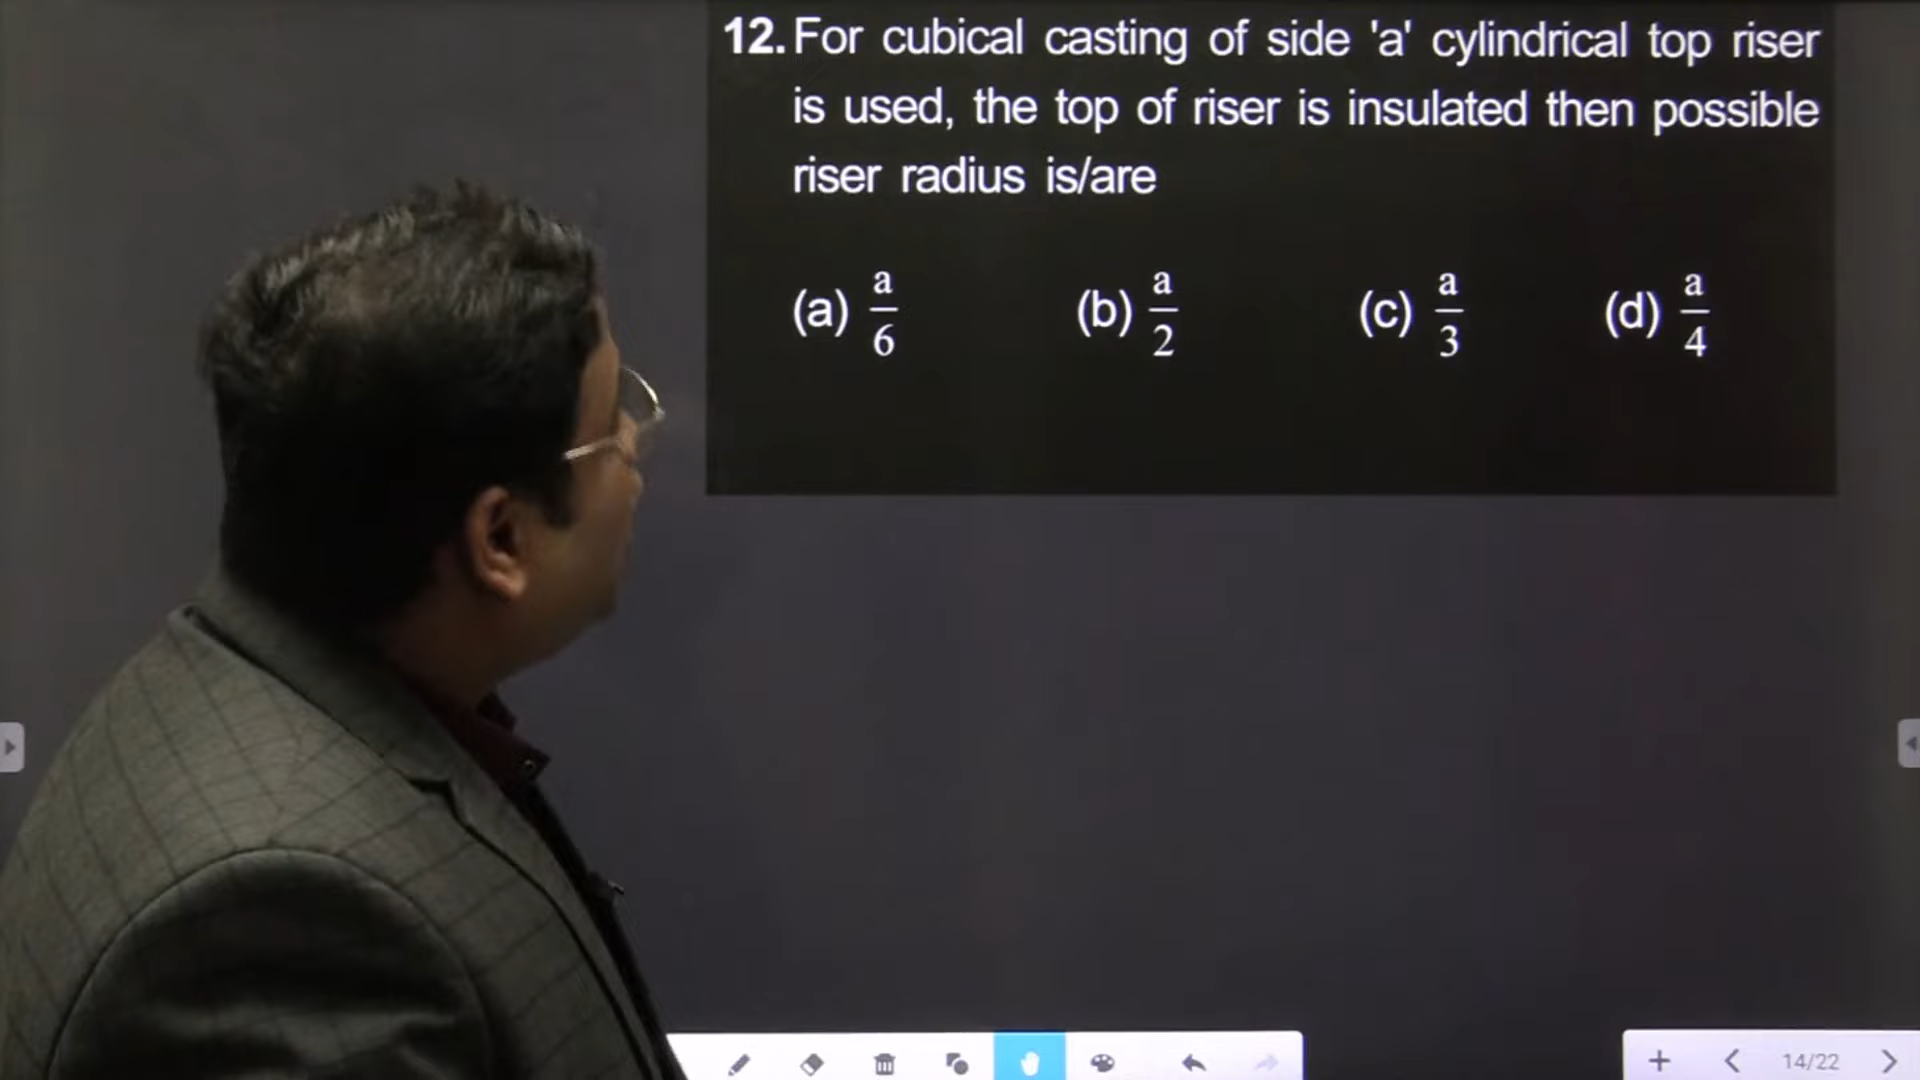 12. For cubical casting of side 'a' cylindrical top riser
is used, the top of riser is insulated then possible
riser radius is/are
(a) a/6 (b) a/2 (c) a/3 (d) a/4
14/22